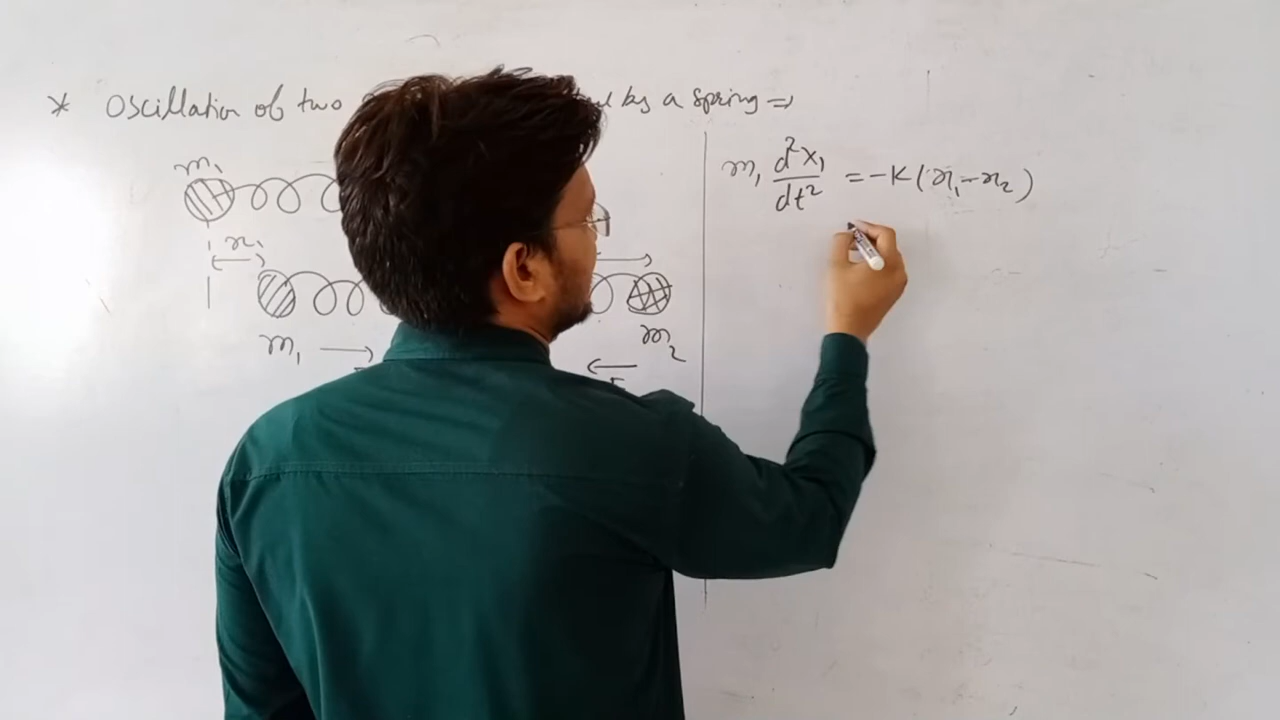 * Oscillation of two by a spring ⇒
m₁
m₁ d²x₁/dt² = -K(x₁-x₂)
x₁
m₂
m₁ →
←